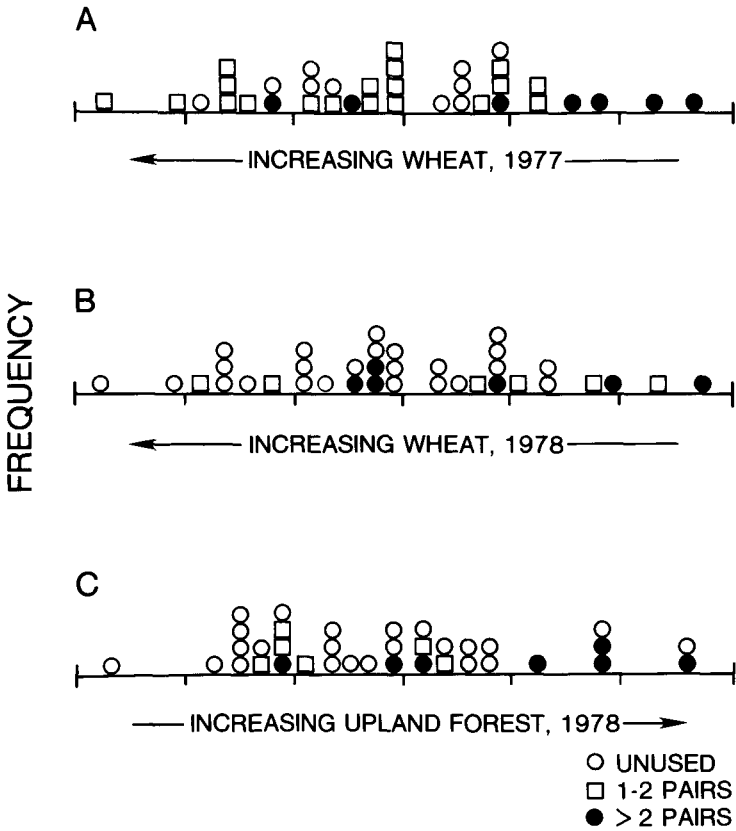 A
INCREASING WHEAT, 1977
B
INCREASING WHEAT, 1978
FREQUENCY
C
INCREASING UPLAND FOREST, 1978
UNUSED
1-2 PAIRS
> 2 PAIRS